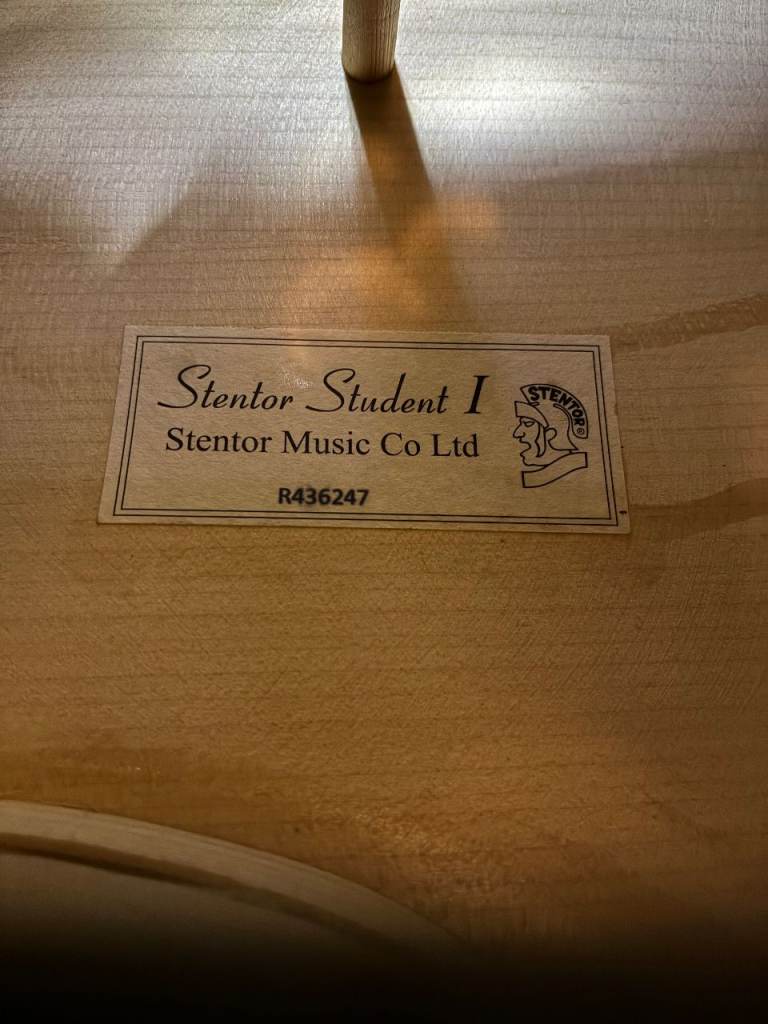 Stentor Student I
Stentor Music Co Ltd
R436247
STENTOR®